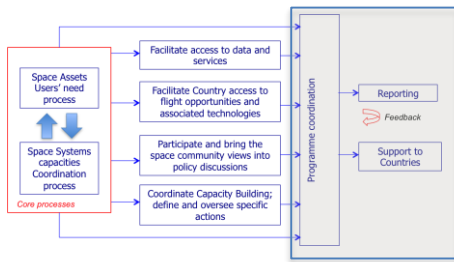 Facilitate access to data and
services
Space Assets
Users' need
process
Facilitate Country access to
flight opportunities and
associated technologies
Space Systems
capacities
Coordination
process
Participate and bring the
space community views into
policy discussions
Core processes
Coordinate Capacity Building;
define and oversee specific
actions
Programme coordination
Reporting
Feedback
Support to
Countries